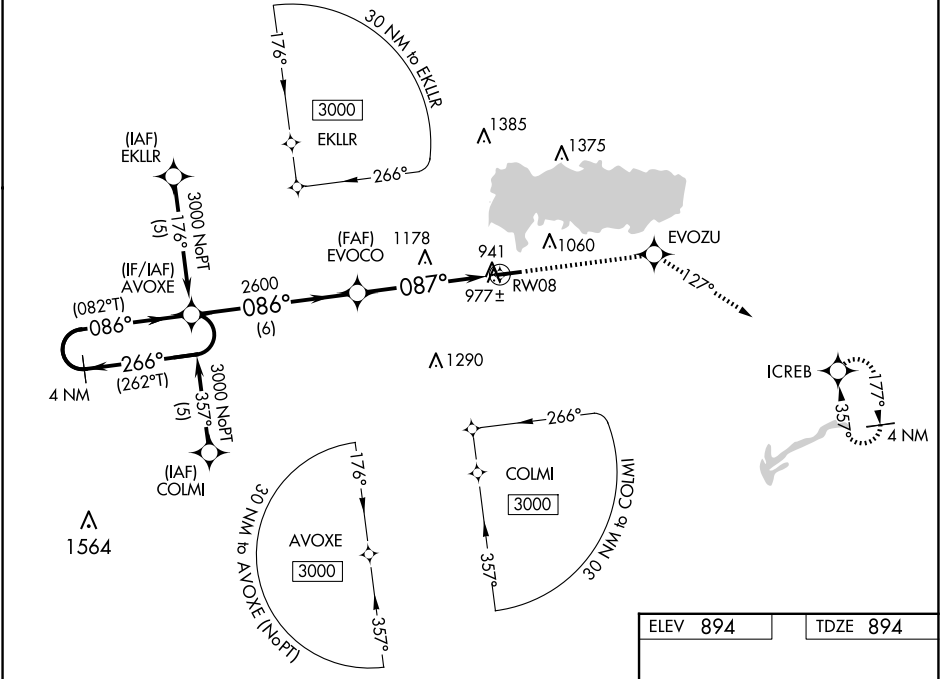 30 NM to EKLLR
176°
3000
EKLLR
266°
1385
1375
(IAF)
EKLLR
3000 NoPT
176°
(5)
(IF/IAF)
AVOXE
(FAF)
EVOCO
1178
941
1060
EVOZU
2600
086°
(6)
087°
977±
RW08
127°
(082°T)
086°
266°
(262°T)
4 NM
3000 NoPT
357°
(5)
(IAF)
COLMI
1290
ICREB
177°
357°
4 NM
1564
30 NM to AVOXE (NoPT)
176°
AVOXE
3000
357°
266°
COLMI
3000
357°
30 NM to COLMI
ELEV 894
TDZE 894